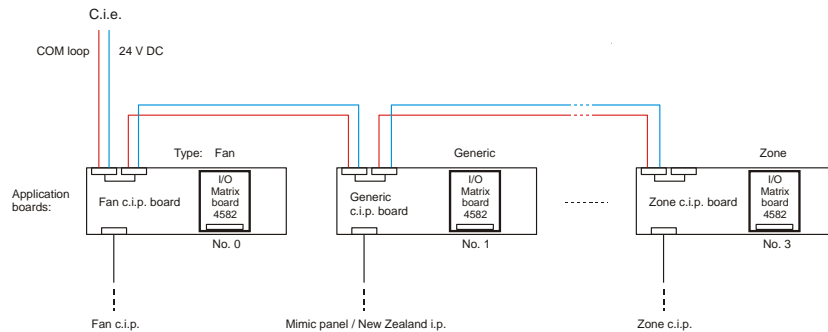 C.i.e.
COM loop
24 V DC
Type: Fan
Generic
Zone
Application
boards:
Fan c.i.p. board
I/O
Matrix
board
4582
Generic
c.i.p. board
I/O
Matrix
board
4582
Zone c.i.p. board
I/O
Matrix
board
4582
No. 0
No. 1
No. 3
Fan c.i.p.
Mimic panel / New Zealand i.p.
Zone c.i.p.